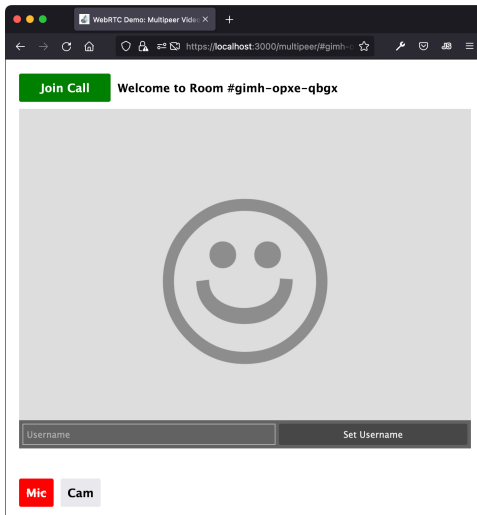 WebRTC Demo: Multipeer Video
https://localhost:3000/multipeer/#gimh-o
Join Call
Welcome to Room #gimh-opxe-qbgx
Username
Set Username
Mic
Cam